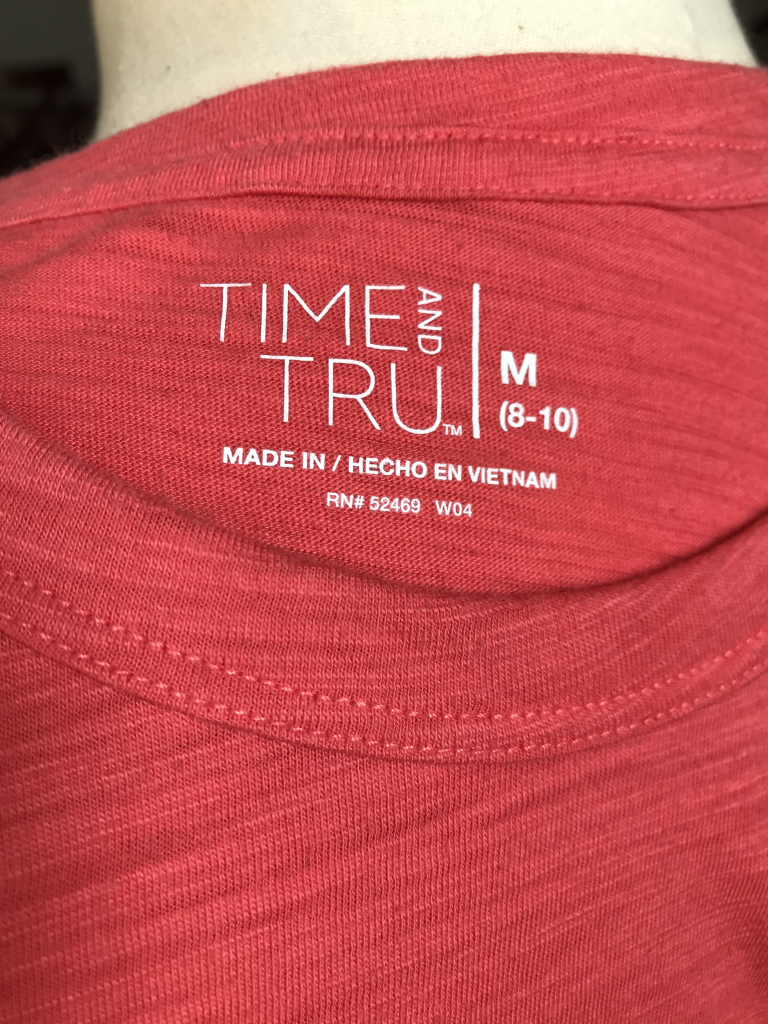 TIME AND
TRU™
M
(8-10)
MADE IN / HECHO EN VIETNAM
RN# 52469 W04